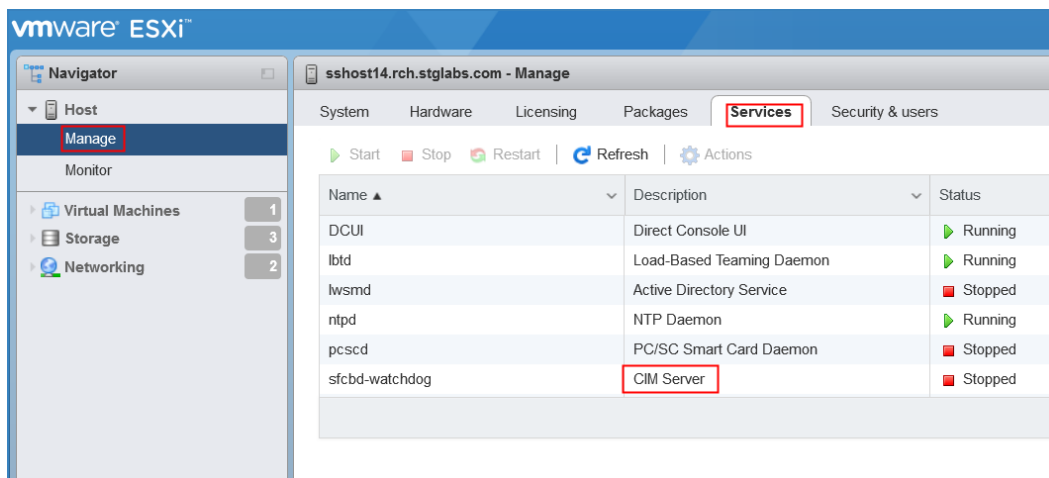 vmware® ESXi™
Navigator
Host
Manage
Monitor
Virtual Machines 1
Storage 3
Networking 2
sshost14.rch.stglabs.com - Manage
System Hardware Licensing Packages Services Security & users
Start Stop Restart Refresh Actions
Name Description Status
DCUI Direct Console UI Running
lbtd Load-Based Teaming Daemon Running
lwsmd Active Directory Service Stopped
ntpd NTP Daemon Running
pcscd PC/SC Smart Card Daemon Stopped
sfcbd-watchdog CIM Server Stopped